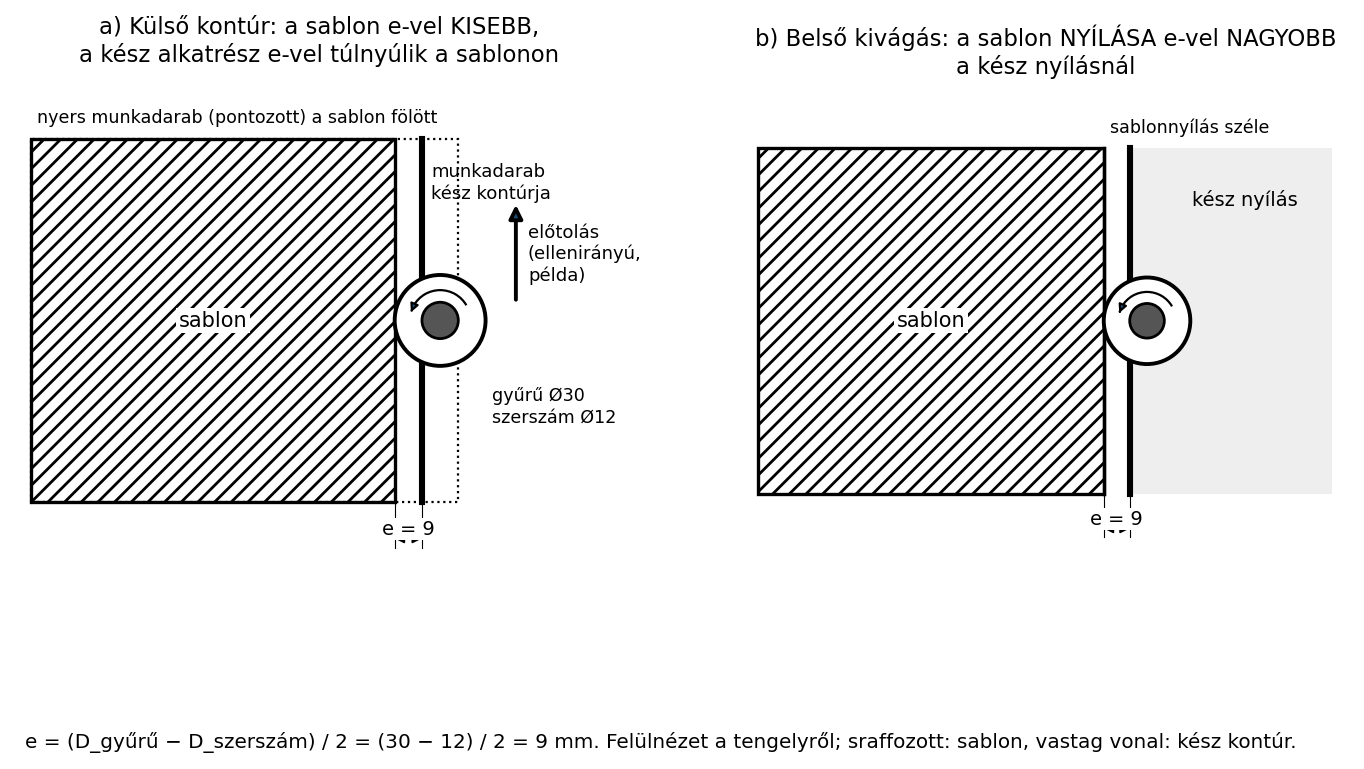 a) Külső kontúr: a sablon e-vel KISEBB,
a kész alkatrész e-vel túlnyúlik a sablonon
nyers munkadarab (pontozott) a sablon fölött
munkadarab
kész kontúrja
előtolás
(ellenirányú,
példa)
sablon
gyűrű Ø30
szerszám Ø12
e = 9
b) Belső kivágás: a sablon NYÍLÁSA e-vel NAGYOBB
a kész nyílásnál
sablonnyílás széle
kész nyílás
sablon
e = 9
e = (D_gyűrű − D_szerszám) / 2 = (30 − 12) / 2 = 9 mm. Felülnézet a tengelyről; sraffozott: sablon, vastag vonal: kész kontúr.